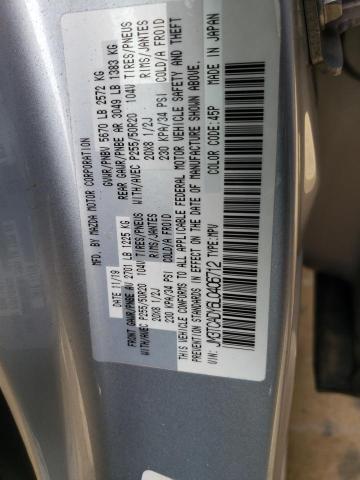 MFD. BY MAZDA MOTOR CORPORATION
GVWR/PNBV 5670 LB 2572 KG
DATE: 11/19
FRONT GAWR/PNBE AV 2701 LB 1225 KG
REAR GAWR/PNBE AR 3049 LB 1383 KG
WITH/AVEC P255/50R20 104V TIRES/PNEUS
WITH/AVEC P255/50R20 104V TIRES/PNEUS
20X8 1/2J RIMS/JANTES
20X8 1/2J RIMS/JANTES
230 KPA/34 PSI COLD/A FROID
230 KPA/34 PSI COLD/A FROID
THIS VEHICLE CONFORMS TO ALL APPLICABLE FEDERAL MOTOR VEHICLE SAFETY AND THEFT
PREVENTION STANDARDS IN EFFECT ON THE DATE OF MANUFACTURE SHOWN ABOVE.
VIN: JM3TCADY6L0406712 TYPE:MPV COLOR CODE:45P MADE IN JAPAN